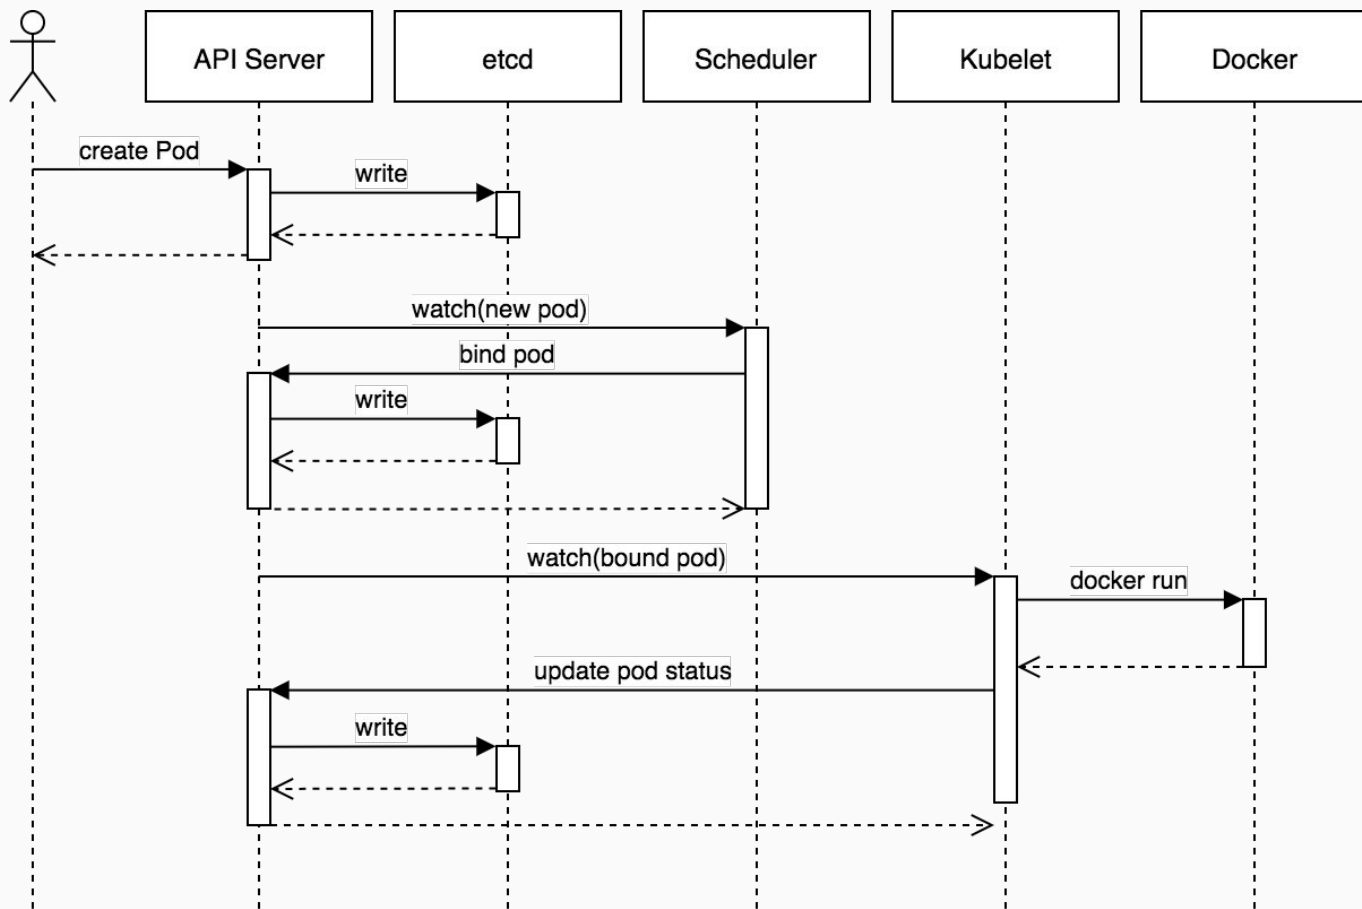 API Server
etcd
Scheduler
Kubelet
Docker
create Pod
write
watch(new pod)
bind pod
write
watch(bound pod)
docker run
update pod status
write